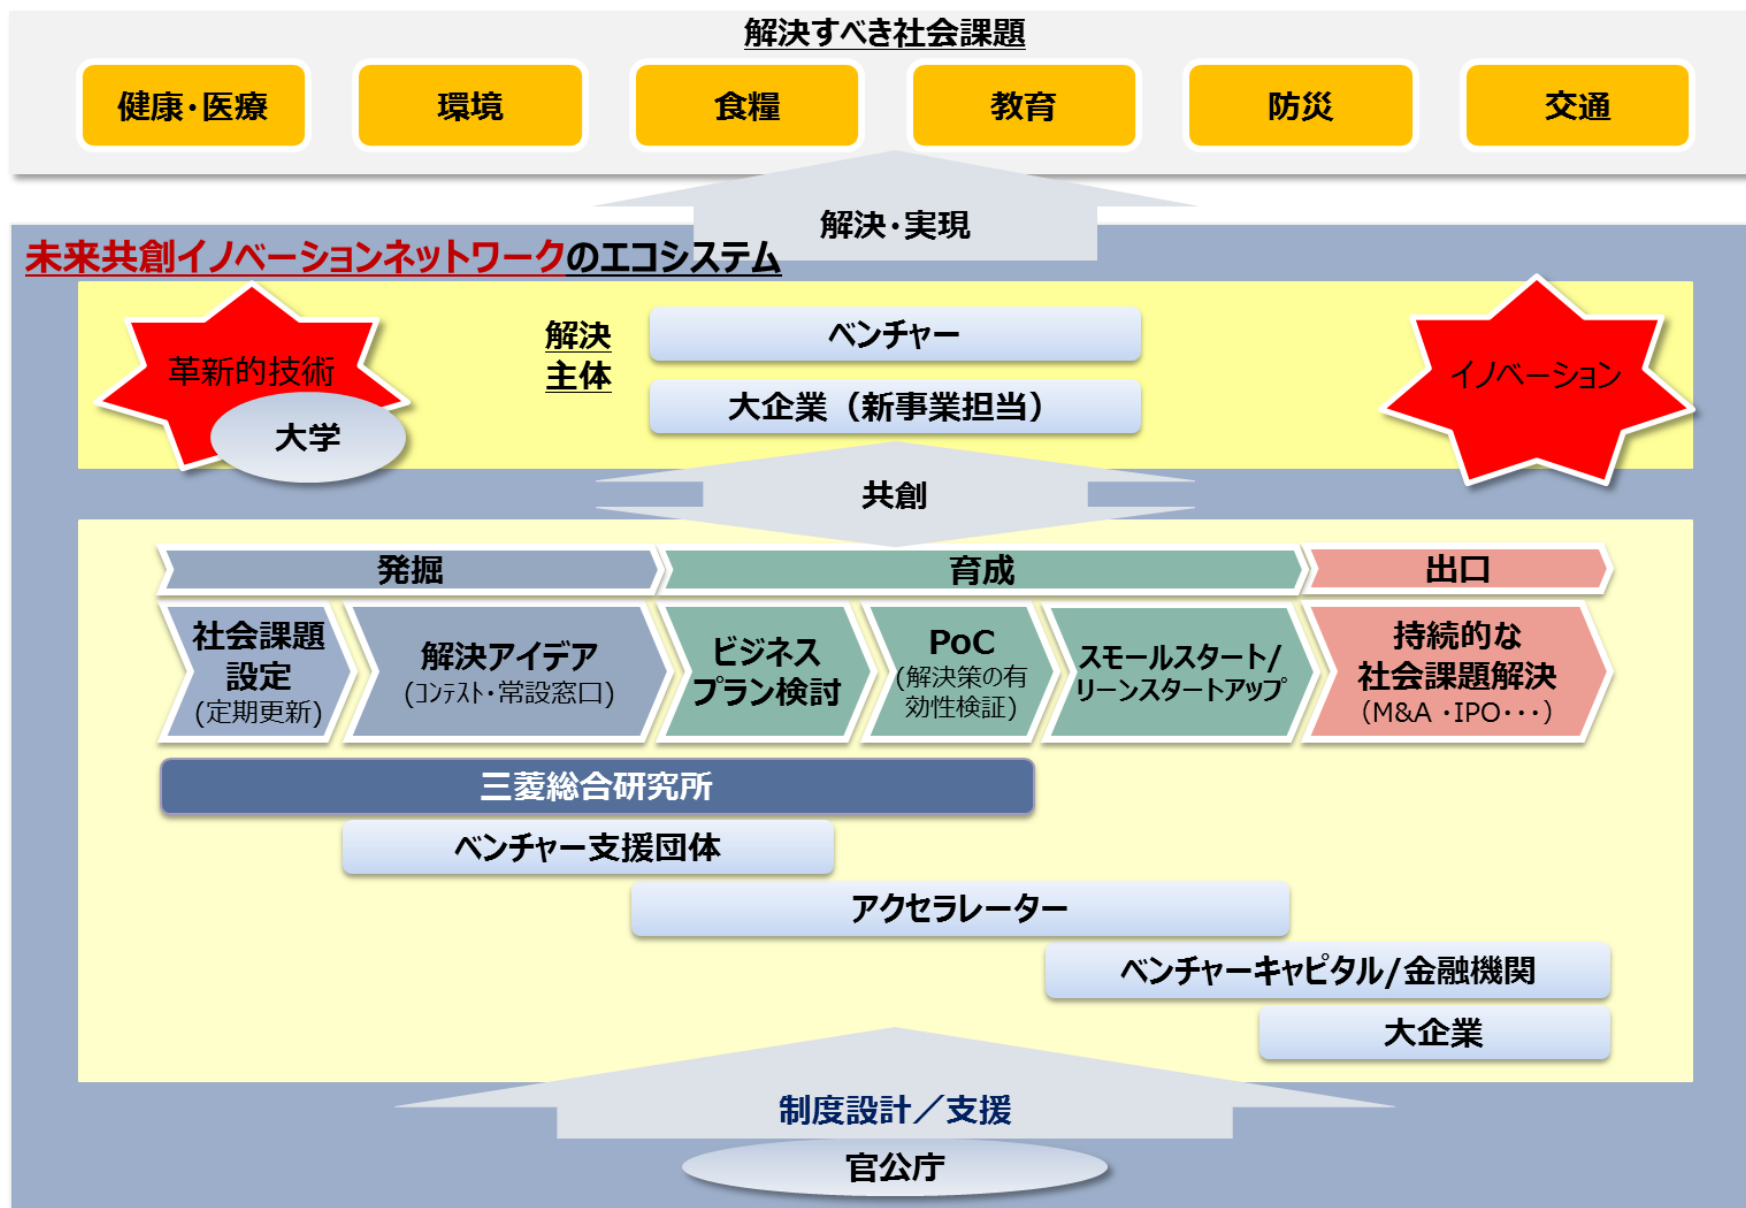 解決すべき社会課題
健康・医療
環境
食糧
教育
防災
交通
解決・実現
未来共創イノベーションネットワークのエコシステム
革新的技術
大学
解決
主体
ベンチャー
大企業（新事業担当）
イノベーション
共創
発掘
育成
出口
社会課題
設定
(定期更新)
解決アイデア
(ｺﾝﾃｽﾄ・常設窓口)
ビジネス
プラン検討
PoC
(解決策の有
効性検証)
スモールスタート/
リーンスタートアップ
持続的な
社会課題解決
（M&A ・IPO・・・）
三菱総合研究所
ベンチャー支援団体
アクセラレーター
ベンチャーキャピタル/金融機関
大企業
制度設計／支援
官公庁